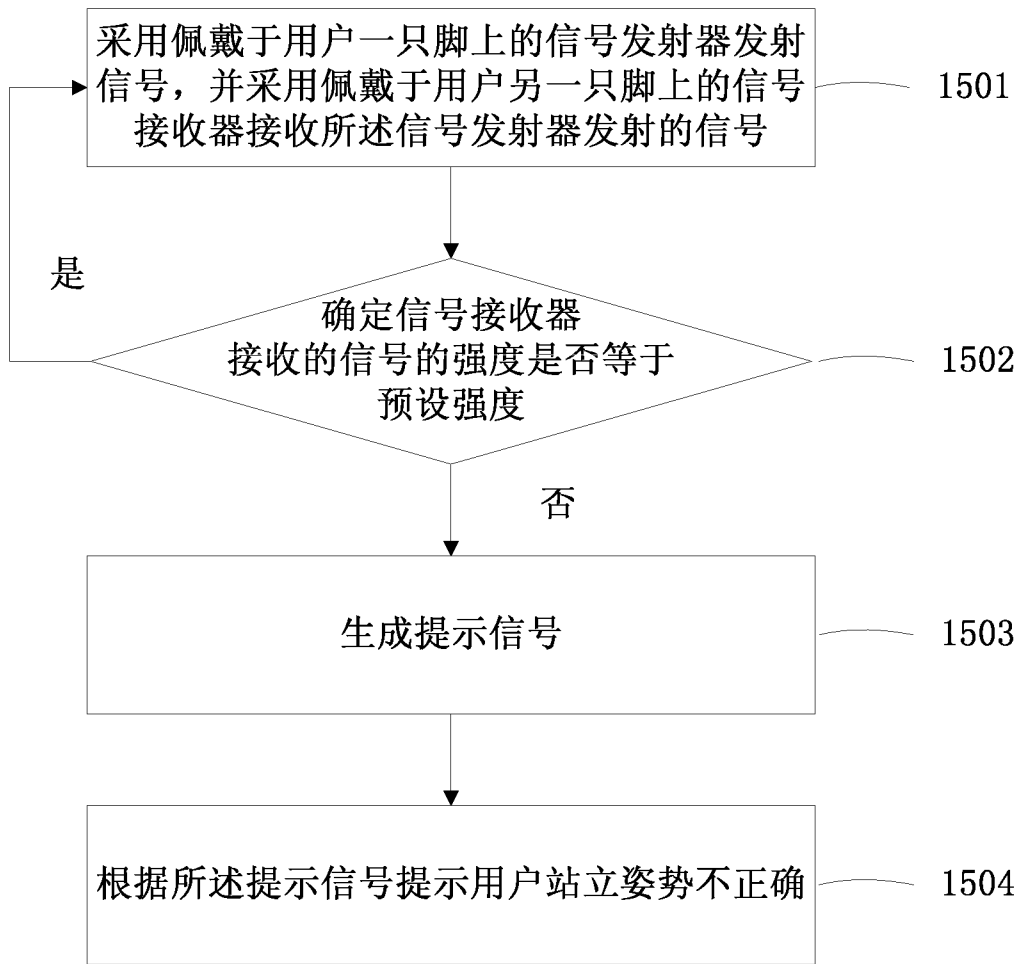 采用佩戴于用户一只脚上的信号发射器发射
信号，并采用佩戴于用户另一只脚上的信号
接收器接收所述信号发射器发射的信号
1501
是
确定信号接收器
接收的信号的强度是否等于
预设强度
1502
否
生成提示信号
1503
根据所述提示信号提示用户站立姿势不正确
1504